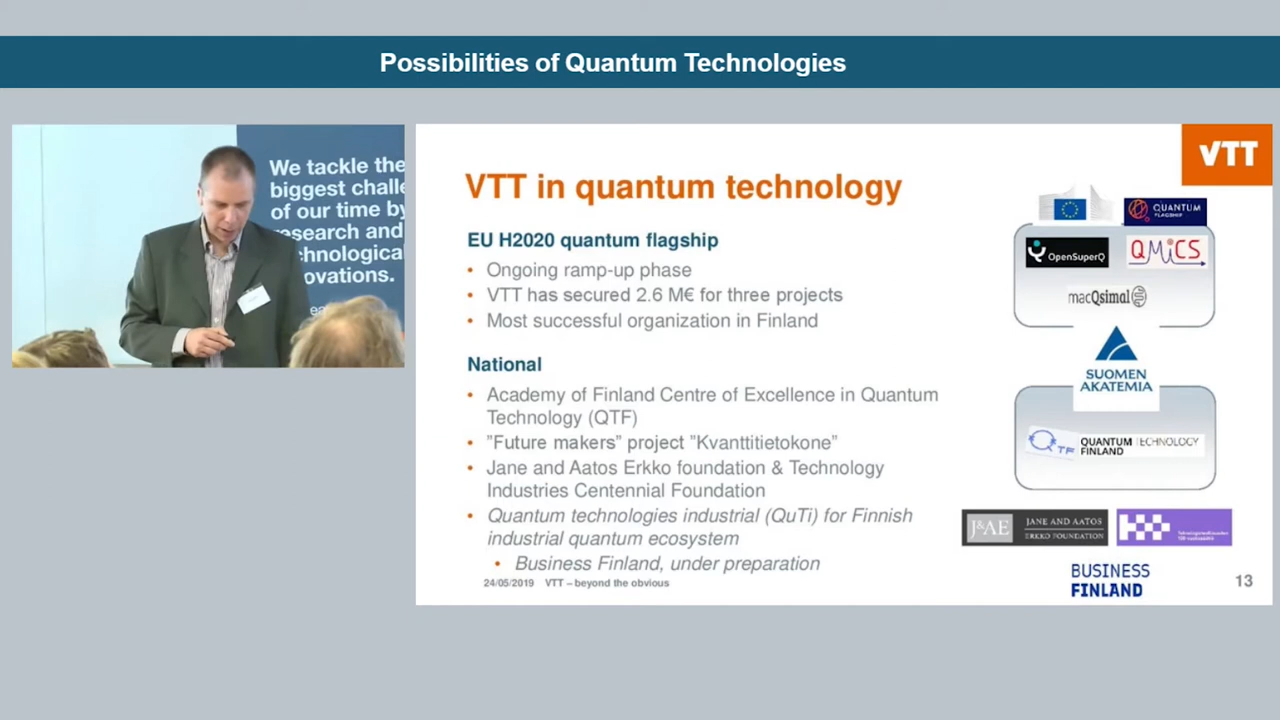 Possibilities of Quantum Technologies
We tackle the
biggest challe
of our time by
research and
chnological
ovations.
VTT
VTT in quantum technology
EU H2020 quantum flagship
• Ongoing ramp-up phase
• VTT has secured 2.6 M€ for three projects
• Most successful organization in Finland
National
• Academy of Finland Centre of Excellence in Quantum
Technology (QTF)
• ”Future makers” project ”Kvanttitietokone”
• Jane and Aatos Erkko foundation & Technology
Industries Centennial Foundation
• Quantum technologies industrial (QuTi) for Finnish
industrial quantum ecosystem
• Business Finland, under preparation
24/05/2019 VTT – beyond the obvious
13
QUANTUM
FLAGSHIP
OpenSuperQ
QMiCS
macQsimal
SUOMEN
AKATEMIA
QTF
QUANTUM TECHNOLOGY
FINLAND
J&AE
JANE AND AATOS
ERKKO FOUNDATION
BUSINESS
FINLAND